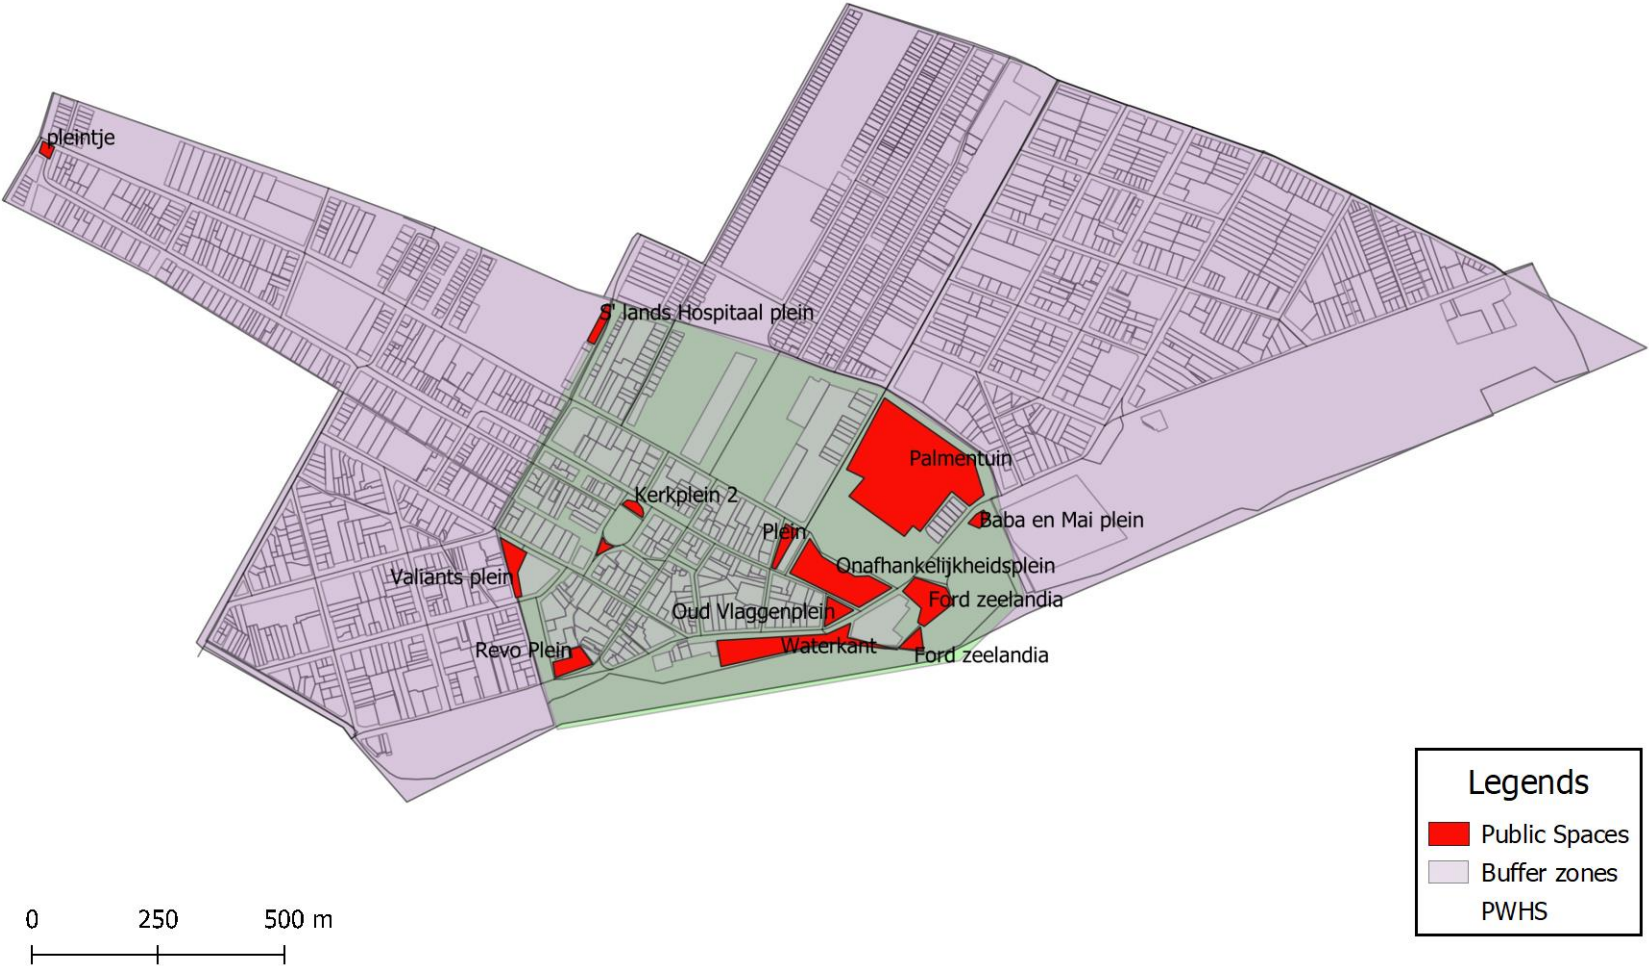 pleintje
S' lands Hospitaal plein
Palmentuin
Kerkplein 2
Baba en Mai plein
Plein
Onafhankelijkheidsplein
Valiants plein
Ford zeelandia
Oud Vlaggenplein
Waterkant
Revo Plein
Ford zeelandia
Legends
Public Spaces
Buffer zones
PWHS
0 250 500 m